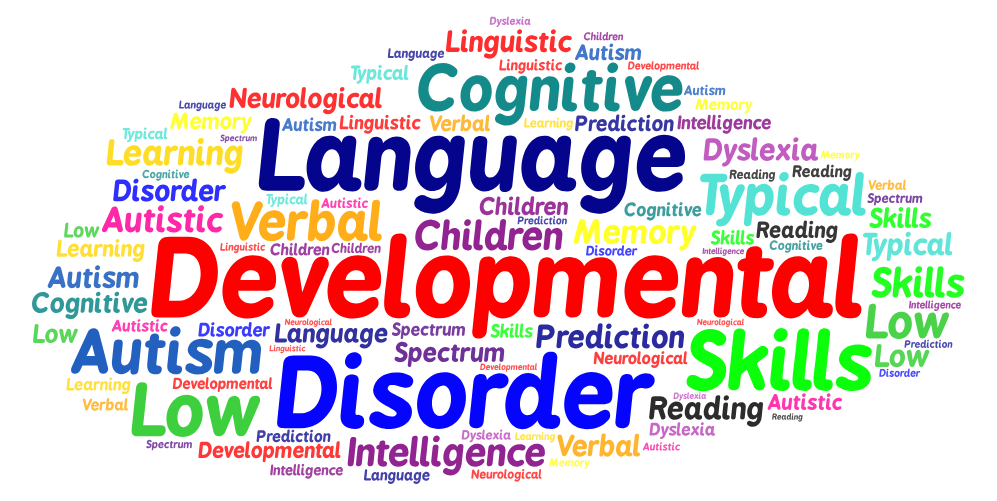 Dyslexia
Linguistic Children
Language Autism
Linguistic Developmental
Typical Cognitive
Autism
Language Neurological Memory
Memory Autism Linguistic Verbal Learning Prediction Intelligence
Typical Spectrum
Learning Language Dyslexia Memory
Cognitive Reading Reading
Disorder Typical Verbal
Typical Autistic Children Cognitive Spectrum
Autistic Verbal Prediction Skills
Low Children Memory Skills Reading
Learning Linguistic Children Children Disorder Intelligence Cognitive Typical
Autism Developmental Skills
Cognitive Intelligence
Low Autistic Disorder Neurological Language Spectrum Skills Prediction Neurological Low
Autism Linguistic Spectrum Neurological Skills Low Prediction
Developmental Disorder
Learning Developmental Disorder
Verbal Low Reading Dyslexia Autistic
Reading
Spectrum Prediction Dyslexia Learning Verbal Dyslexia
Developmental Intelligence Autistic
Intelligence Language Neurological Memory